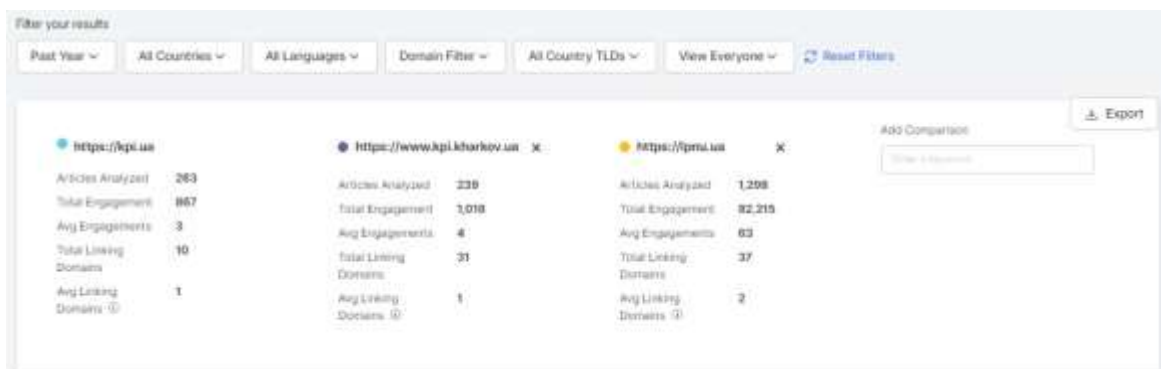 Filter your results
Past Year
All Countries
All Languages
Domain Filter
All Country TLDs
View Everyone
Reset Filters
Export
https://kpi.ua
Articles Analyzed 263
Total Engagement 867
Avg Engagements 3
Total Linking
Domains 10
Avg Linking
Domains 1
https://www.kpi.kharkov.ua
Articles Analyzed 239
Total Engagement 1,018
Avg Engagements 4
Total Linking
Domains 31
Avg Linking
Domains 1
https://lpnu.ua
Articles Analyzed 1,298
Total Engagement 82,215
Avg Engagements 63
Total Linking
Domains 37
Avg Linking
Domains 2
Add Comparison
Enter a keyword